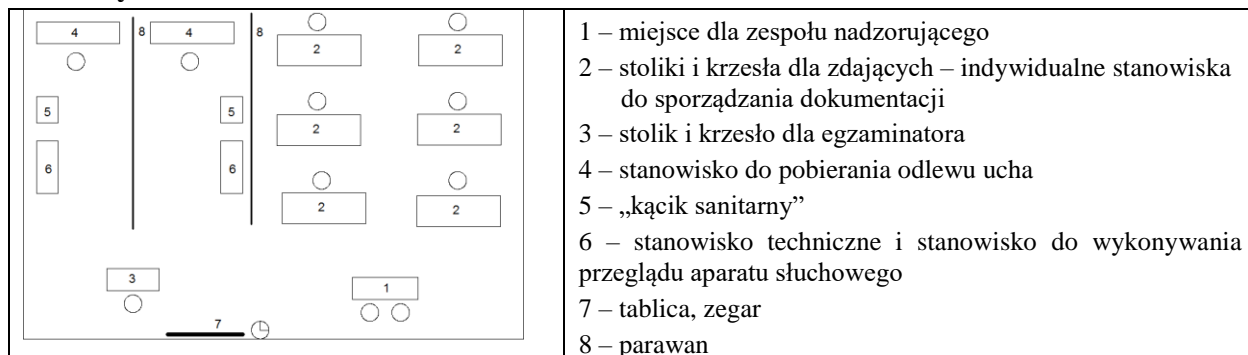 4
8
4
8
2
2
5
5
2
2
6
6
2
2
3
1
7
1 – miejsce dla zespołu nadzorującego
2 – stoliki i krzesła dla zdających – indywidualne stanowiska
do sporządzania dokumentacji
3 – stolik i krzesło dla egzaminatora
4 – stanowisko do pobierania odlewu ucha
5 – „kącik sanitarny”
6 – stanowisko techniczne i stanowisko do wykonywania
przeglądu aparatu słuchowego
7 – tablica, zegar
8 – parawan